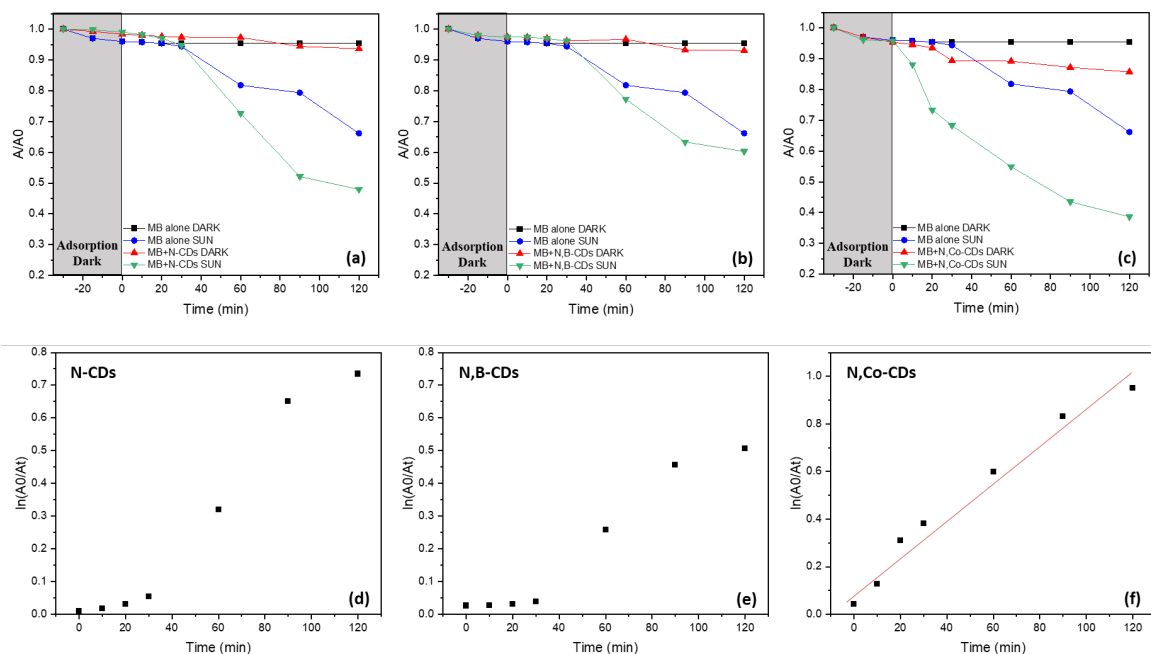 1.0
0.9
0.8
0.7
0.6
0.5
0.4
0.3
0.2
A/A0
Adsorption
Dark
MB alone DARK
MB alone SUN
MB+N-CDs DARK
MB+N-CDs SUN
(a)
-20 0 20 40 60 80 100 120
Time (min)
1.0
0.9
0.8
0.7
0.6
0.5
0.4
0.3
0.2
A/A0
Adsorption
Dark
MB alone DARK
MB alone SUN
MB+N,B-CDs DARK
MB+N,B-CDs SUN
(b)
-20 0 20 40 60 80 100 120
Time (min)
1.0
0.9
0.8
0.7
0.6
0.5
0.4
0.3
0.2
A/A0
Adsorption
Dark
MB alone DARK
MB alone SUN
MB+N,Co-CDs DARK
MB+N,Co-CDs SUN
(c)
-20 0 20 40 60 80 100 120
Time (min)
0.8
0.7
0.6
0.5
0.4
0.3
0.2
0.1
0.0
ln(A0/At)
N-CDs
(d)
0 20 40 60 80 100 120
Time (min)
0.8
0.7
0.6
0.5
0.4
0.3
0.2
0.1
0.0
ln(A0/At)
N,B-CDs
(e)
0 20 40 60 80 100 120
Time (min)
1.0
0.8
0.6
0.4
0.2
0.0
ln(A0/At)
N,Co-CDs
(f)
0 20 40 60 80 100 120
Time (min)